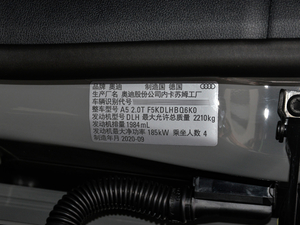 品牌 奥迪 制造国 德国
生产厂名 奥迪股份公司内卡苏姆工厂
车辆识别代号
整车型号 A5 2.0T F5KDLHBQ6K0
发动机型号 DLH 最大允许总质量 2210kg
发动机排量 1984mL
发动机最大净功率 185kW 乘坐人数 4
制造年月 2020-09